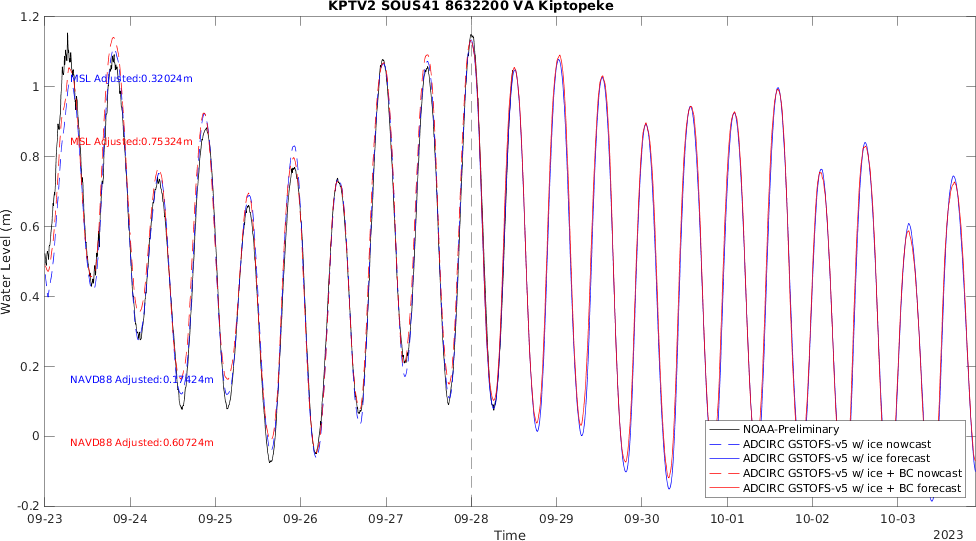 KPTV2 SOUS41 8632200 VA Kiptopeke
1.2
1
0.8
0.6
0.4
0.2
0
-0.2
Water Level (m)
MSL Adjusted:0.32024m
MSL Adjusted:0.75324m
NAVD88 Adjusted:0.17424m
NAVD88 Adjusted:0.60724m
NOAA-Preliminary
ADCIRC GSTOFS-v5 w/ ice nowcast
ADCIRC GSTOFS-v5 w/ ice forecast
ADCIRC GSTOFS-v5 w/ ice + BC nowcast
ADCIRC GSTOFS-v5 w/ ice + BC forecast
09-23 09-24 09-25 09-26 09-27 09-28 09-29 09-30 10-01 10-02 10-03
Time
2023